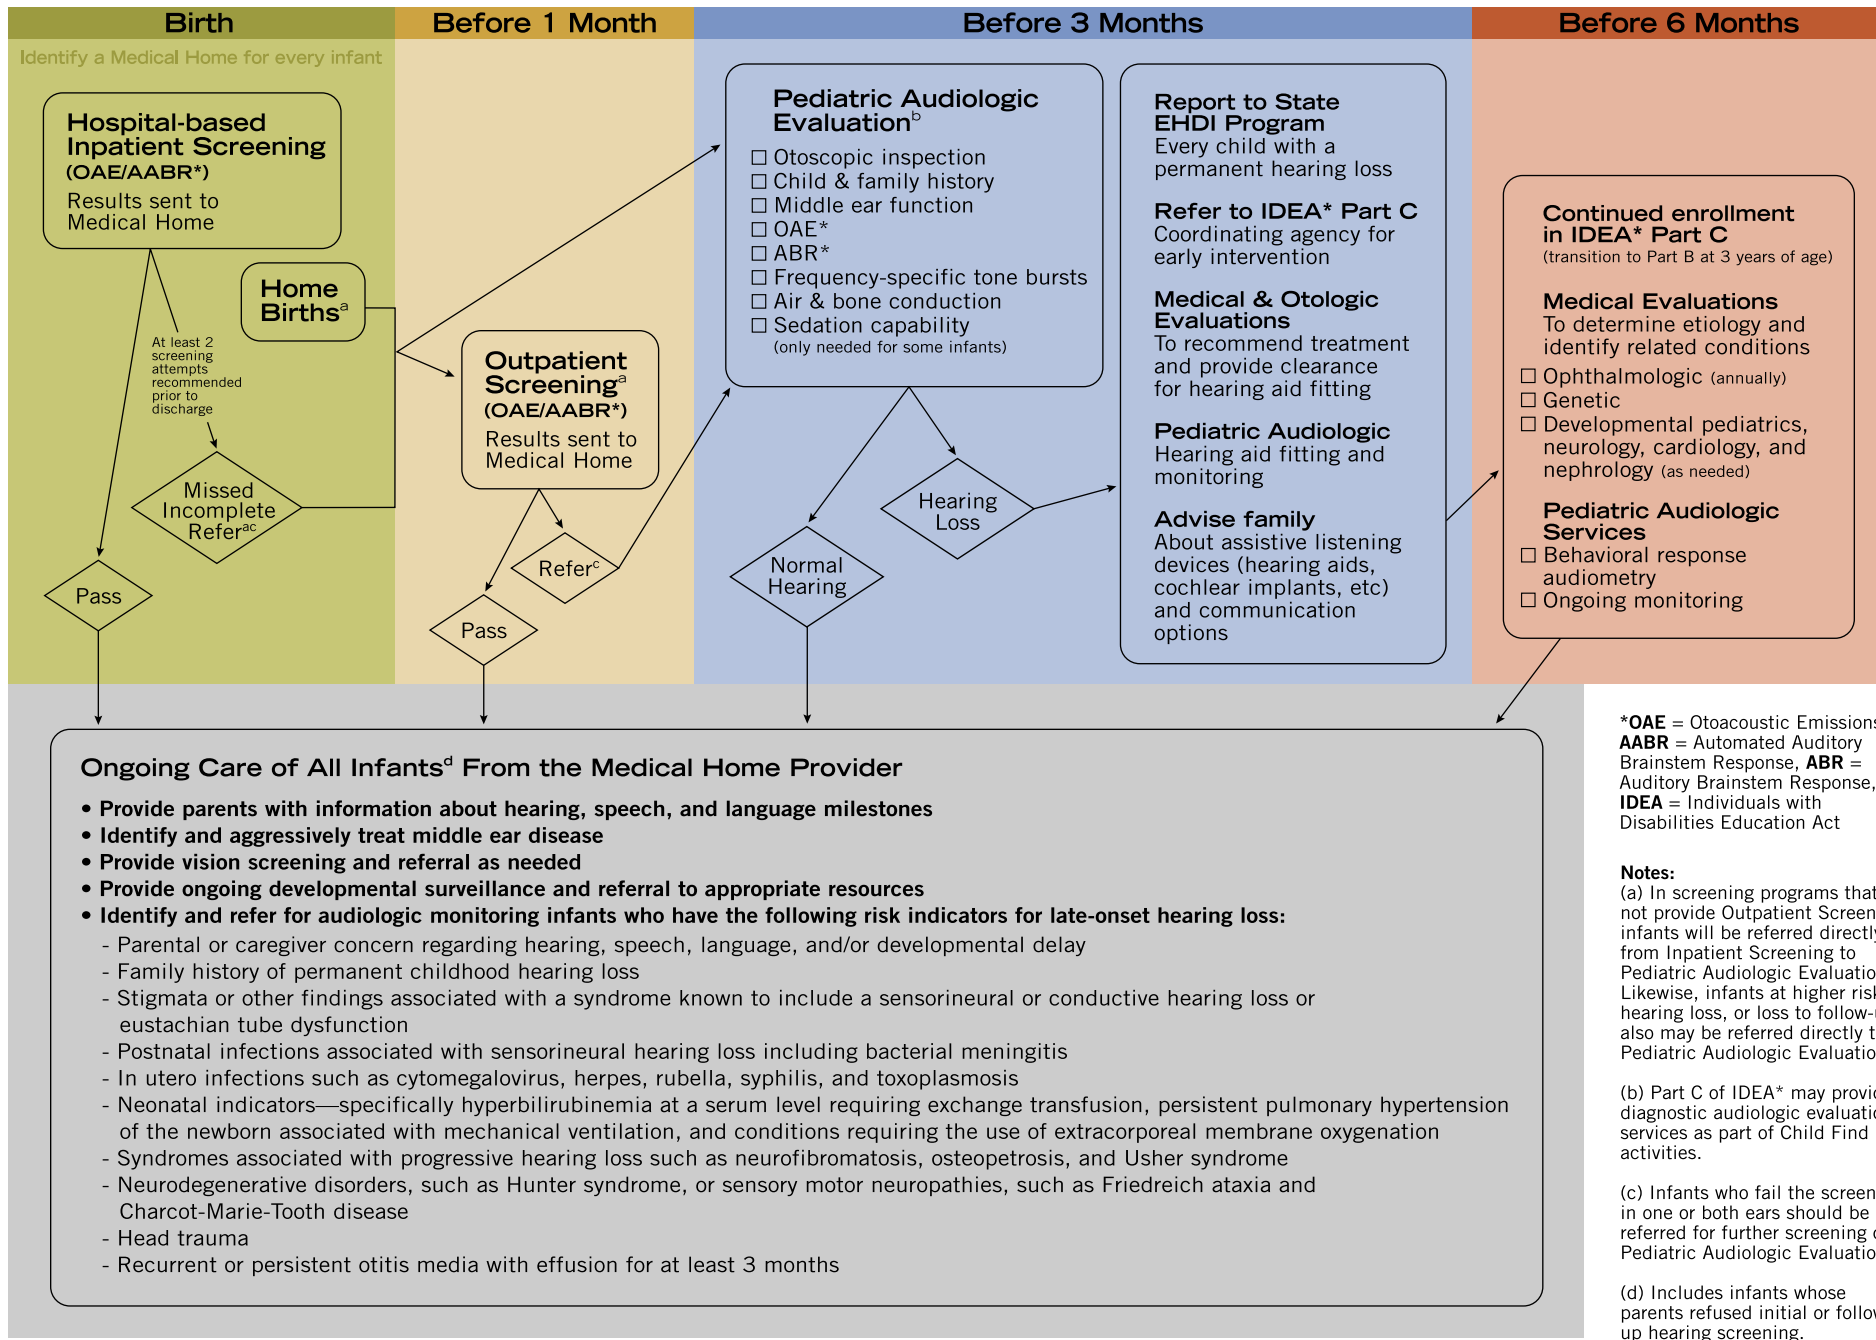 Birth
Before 1 Month
Before 3 Months
Before 6 Months
Identify a Medical Home for every infant
Hospital-based
Inpatient Screening
(OAE/AABR*)
Results sent to
Medical Home
Home
Births^a
At least 2
screening
attempts
recommended
prior to
discharge
Missed
Incomplete
Refer^ac
Pass
Outpatient
Screening^a
(OAE/AABR*)
Results sent to
Medical Home
Refer^c
Pass
Pediatric Audiologic
Evaluation^b
□ Otoscopic inspection
□ Child & family history
□ Middle ear function
□ OAE*
□ ABR*
□ Frequency-specific tone bursts
□ Air & bone conduction
□ Sedation capability
(only needed for some infants)
Hearing
Loss
Normal
Hearing
Report to State
EHDI Program
Every child with a
permanent hearing loss
Refer to IDEA* Part C
Coordinating agency for
early intervention
Medical & Otologic
Evaluations
To recommend treatment
and provide clearance
for hearing aid fitting
Pediatric Audiologic
Hearing aid fitting and
monitoring
Advise family
About assistive listening
devices (hearing aids,
cochlear implants, etc)
and communication
options
Continued enrollment
in IDEA* Part C
(transition to Part B at 3 years of age)
Medical Evaluations
To determine etiology and
identify related conditions
□ Ophthalmologic (annually)
□ Genetic
□ Developmental pediatrics,
neurology, cardiology, and
nephrology (as needed)
Pediatric Audiologic
Services
□ Behavioral response
audiometry
□ Ongoing monitoring
Ongoing Care of All Infants^d From the Medical Home Provider
• Provide parents with information about hearing, speech, and language milestones
• Identify and aggressively treat middle ear disease
• Provide vision screening and referral as needed
• Provide ongoing developmental surveillance and referral to appropriate resources
• Identify and refer for audiologic monitoring infants who have the following risk indicators for late-onset hearing loss:
- Parental or caregiver concern regarding hearing, speech, language, and/or developmental delay
- Family history of permanent childhood hearing loss
- Stigmata or other findings associated with a syndrome known to include a sensorineural or conductive hearing loss or
eustachian tube dysfunction
- Postnatal infections associated with sensorineural hearing loss including bacterial meningitis
- In utero infections such as cytomegalovirus, herpes, rubella, syphilis, and toxoplasmosis
- Neonatal indicators—specifically hyperbilirubinemia at a serum level requiring exchange transfusion, persistent pulmonary hypertension
of the newborn associated with mechanical ventilation, and conditions requiring the use of extracorporeal membrane oxygenation
- Syndromes associated with progressive hearing loss such as neurofibromatosis, osteopetrosis, and Usher syndrome
- Neurodegenerative disorders, such as Hunter syndrome, or sensory motor neuropathies, such as Friedreich ataxia and
Charcot-Marie-Tooth disease
- Head trauma
- Recurrent or persistent otitis media with effusion for at least 3 months
*OAE = Otoacoustic Emissions
AABR = Automated Auditory
Brainstem Response, ABR =
Auditory Brainstem Response,
IDEA = Individuals with
Disabilities Education Act
Notes:
(a) In screening programs that
not provide Outpatient
infants will be referred
from Inpatient Screening to
Pediatric Audiologic
Likewise, infants at higher
hearing loss, or loss to
also may be referred directly
Pediatric Audiologic
(b) Part C of IDEA* may
diagnostic audiologic
services as part of Child Find
activities.
(c) Infants who fail the
in one or both ears should be
referred for further screening
Pediatric Audiologic
(d) Includes infants whose
parents refused initial or
up hearing screening.